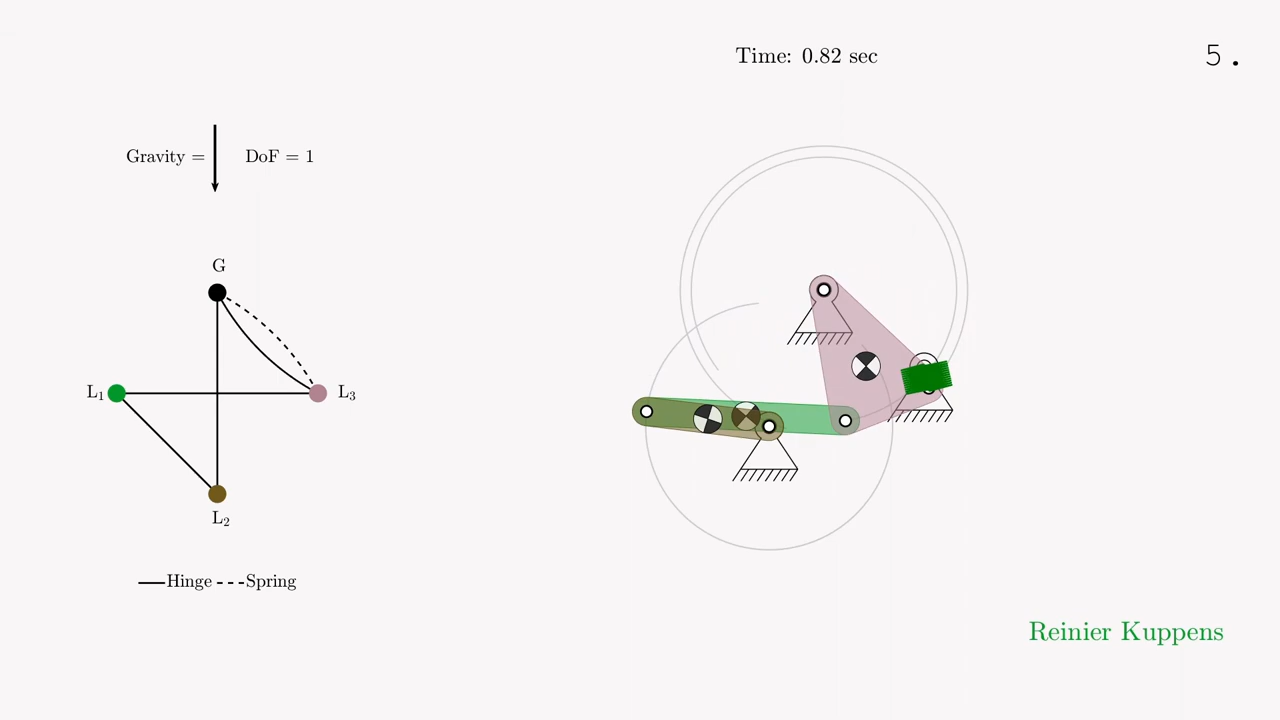 Time: 0.82 sec
5.
Gravity =
DoF = 1
G
L1
L3
L2
Hinge
Spring
Reinier Kuppens